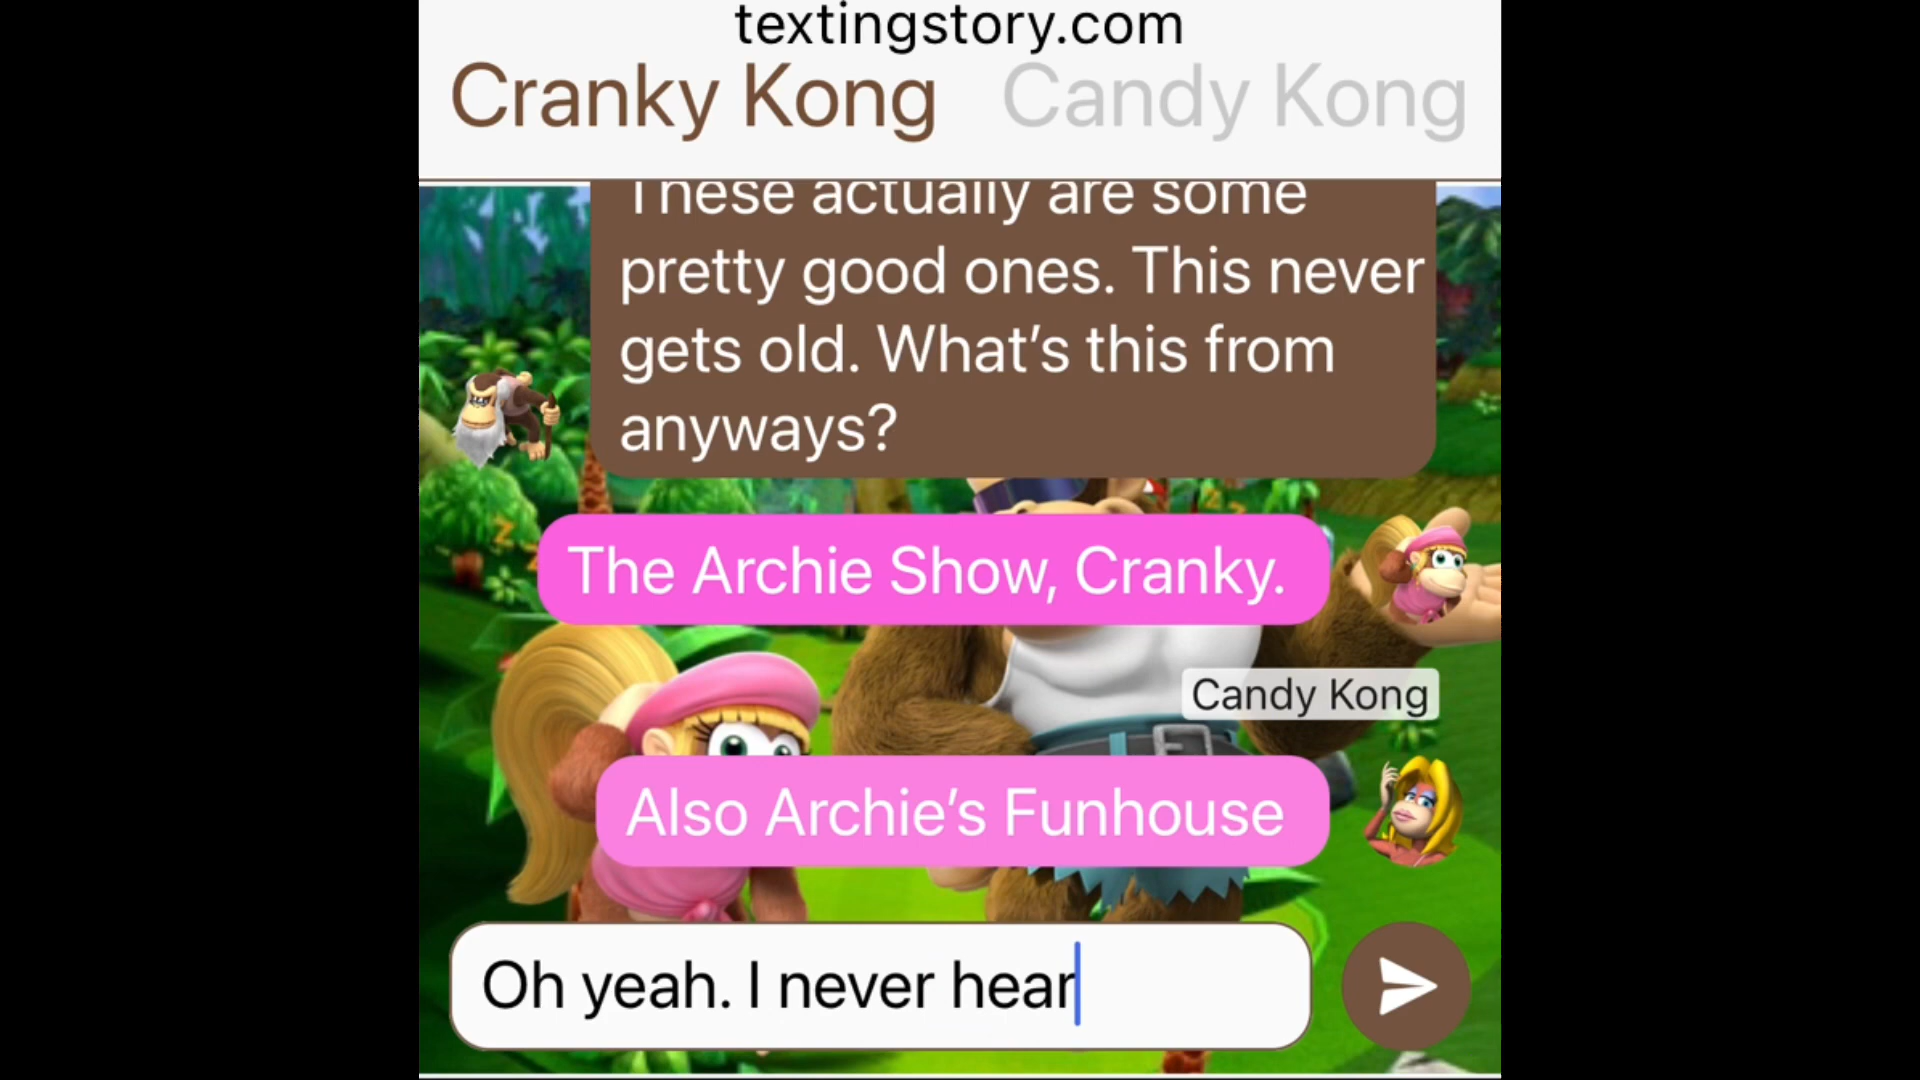 textingstory.com
Cranky Kong Candy Kong
These actually are some
pretty good ones. This never
gets old. What's this from
anyways?
The Archie Show, Cranky.
Candy Kong
Also Archie's Funhouse
Oh yeah. I never hear